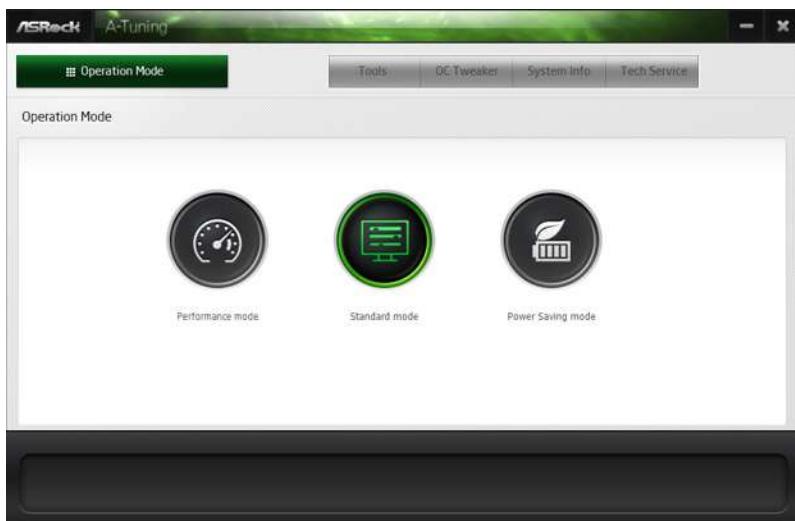 ASRock A-Tuning
Operation Mode Tools OC Tweaker System Info Tech Service
Operation Mode
Performance mode Standard mode Power Saving mode